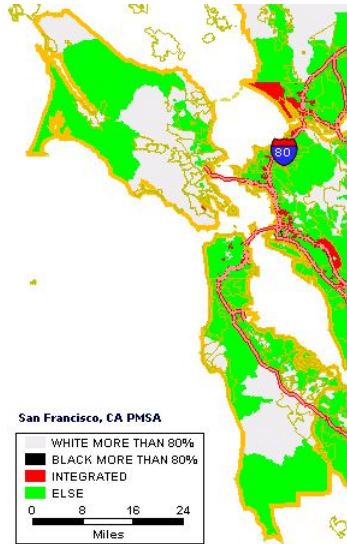 80
San Francisco, CA PMSA
WHITE MORE THAN 80%
BLACK MORE THAN 80%
INTEGRATED
ELSE
0 8 16 24
Miles